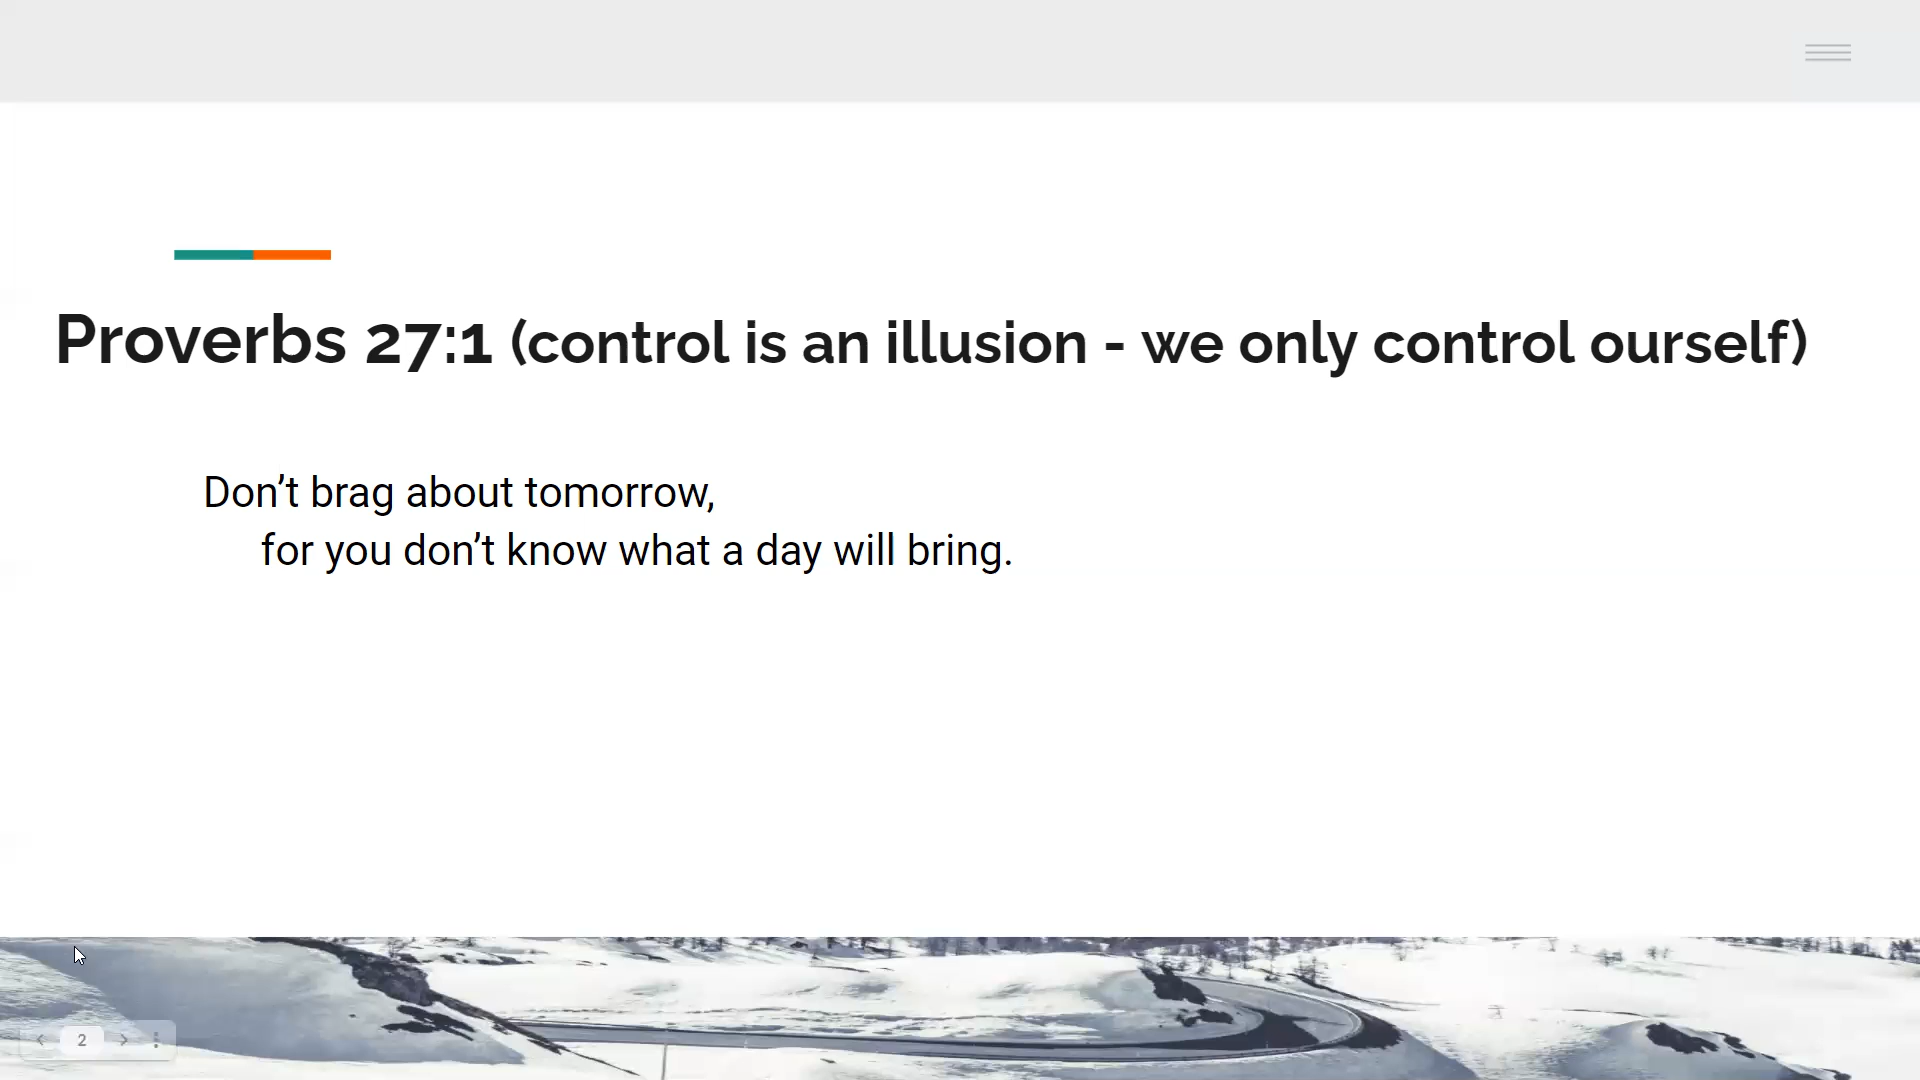 Proverbs 27:1 (control is an illusion - we only control ourself)
Don’t brag about tomorrow,
for you don’t know what a day will bring.
2